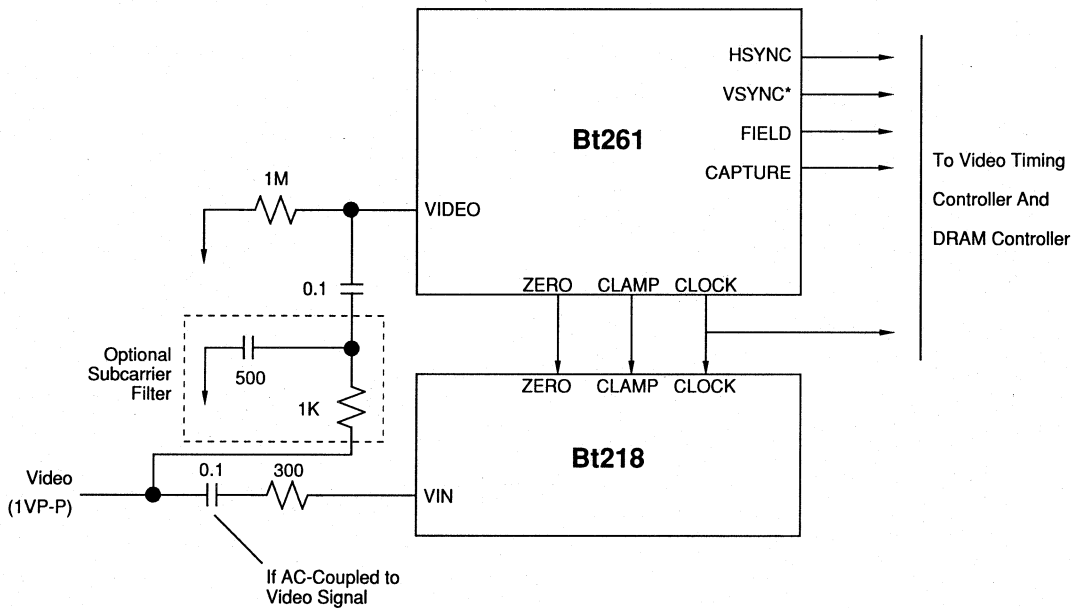 HSYNC
VSYNC*
FIELD
CAPTURE
Bt261
VIDEO
ZERO CLAMP CLOCK
To Video Timing
Controller And
DRAM Controller
1M
0.1
Optional
Subcarrier
Filter
500
1K
ZERO CLAMP CLOCK
Bt218
VIN
Video
(1VP-P)
0.1
300
If AC-Coupled to
Video Signal